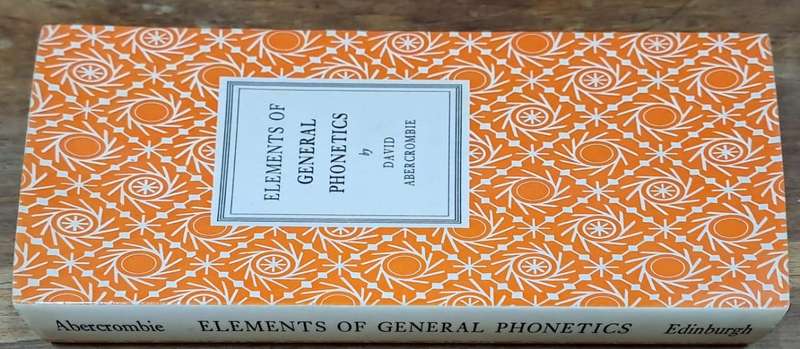 ELEMENTS OF
GENERAL
PHONETICS
by
DAVID
ABERCROMBIE
Abercrombie ELEMENTS OF GENERAL PHONETICS Edinburgh